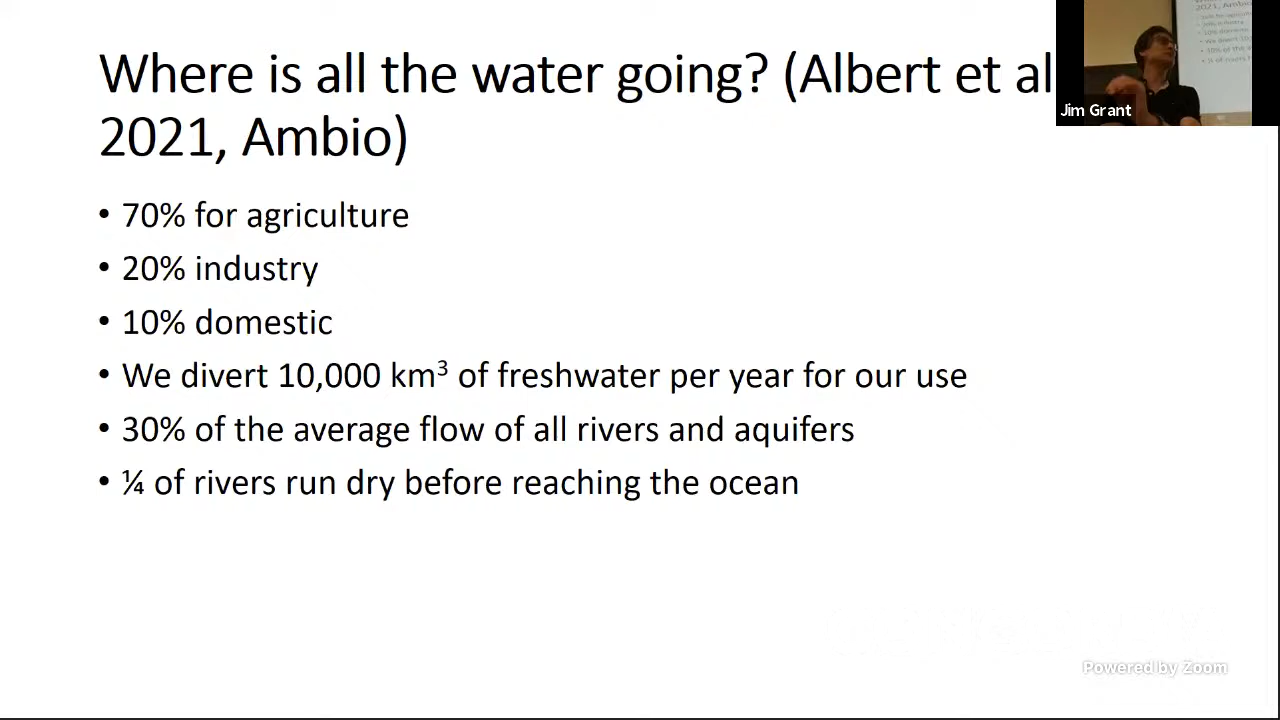 Where is all the water going? (Albert et al
2021, Ambio)
• 70% for agriculture
• 20% industry
• 10% domestic
• We divert 10,000 km³ of freshwater per year for our use
• 30% of the average flow of all rivers and aquifers
• ¼ of rivers run dry before reaching the ocean
Jim Grant
2021, Ambio)
Powered by Zoom